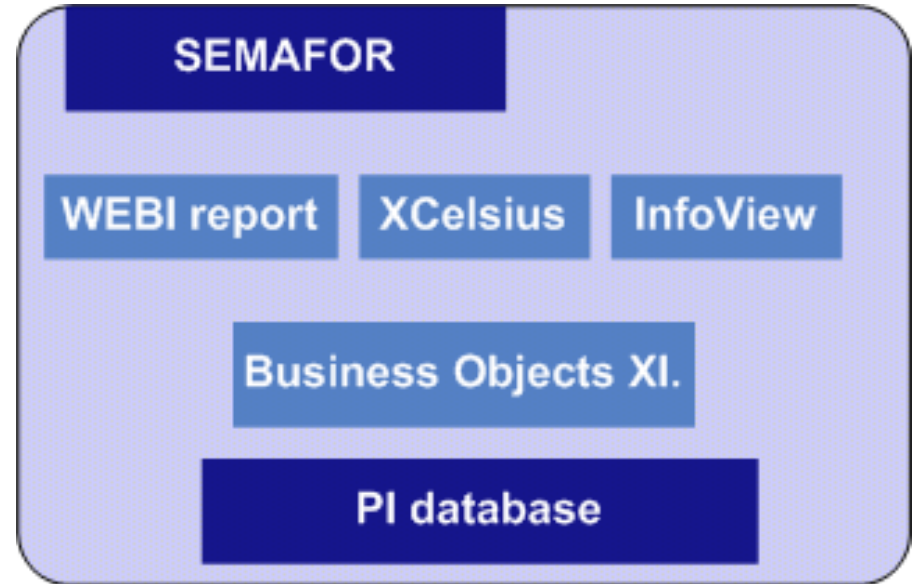 SEMAFOR
WEBI report
XCelsius
InfoView
Business Objects XI.
PI database